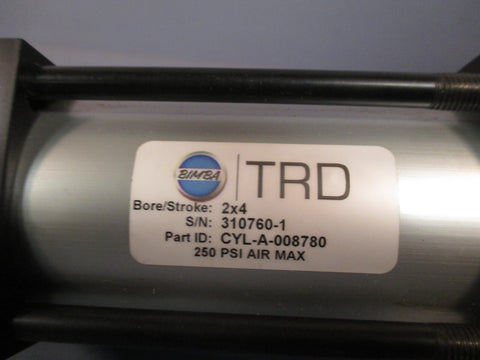 BIMBA TRD
Bore/Stroke: 2x4
S/N: 310760-1
Part ID: CYL-A-008780
250 PSI AIR MAX